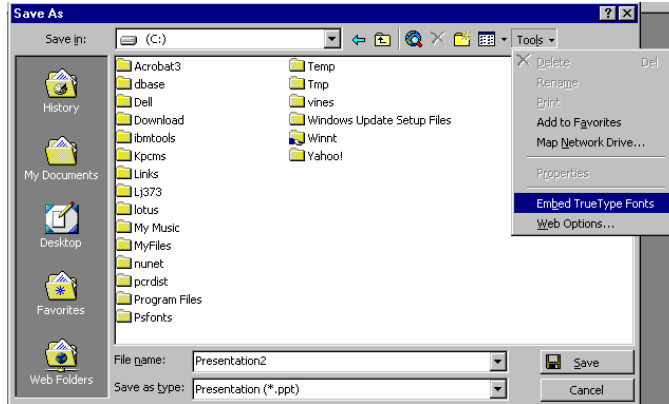 Save As
Save in: (C:) Tools
History
My Documents
Desktop
Favorites
Web Folders
Acrobat3
dbase
Dell
Download
ibmtools
Kpcms
Links
Lj373
lotus
My Music
MyFiles
nunet
pcrdist
Program Files
Psfonts
Temp
Tmp
vines
Windows Update Setup Files
Winnt
Yahoo!
Delete Del
Rename
Print
Add to Favorites
Map Network Drive...
Properties
Embed TrueType Fonts
Web Options...
File name: Presentation2 Save
Save as type: Presentation (*.ppt) Cancel